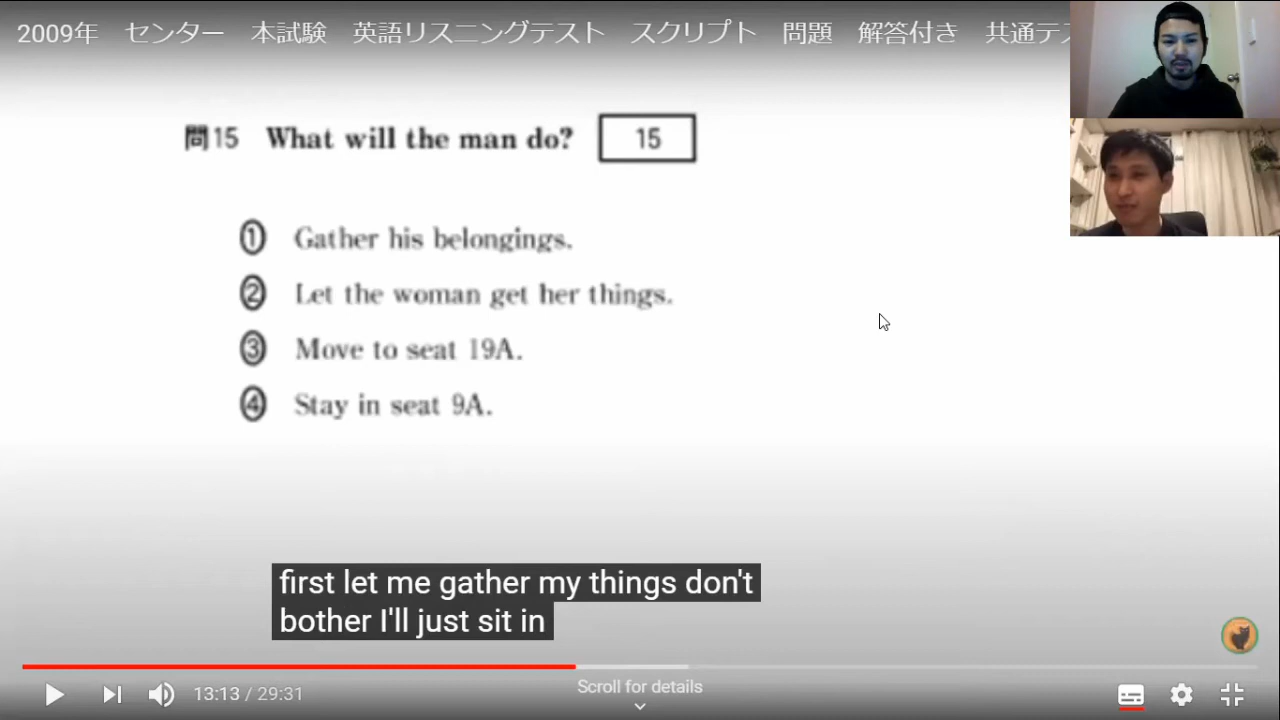 2009年 センター 本試験 英語リスニングテスト スクリプト 問題 解答付き 共通テス
問15 What will the man do? 15
① Gather his belongings.
② Let the woman get her things.
③ Move to seat 19A.
④ Stay in seat 9A.
first let me gather my things don't
bother I'll just sit in
Scroll for details
13:13 / 29:31